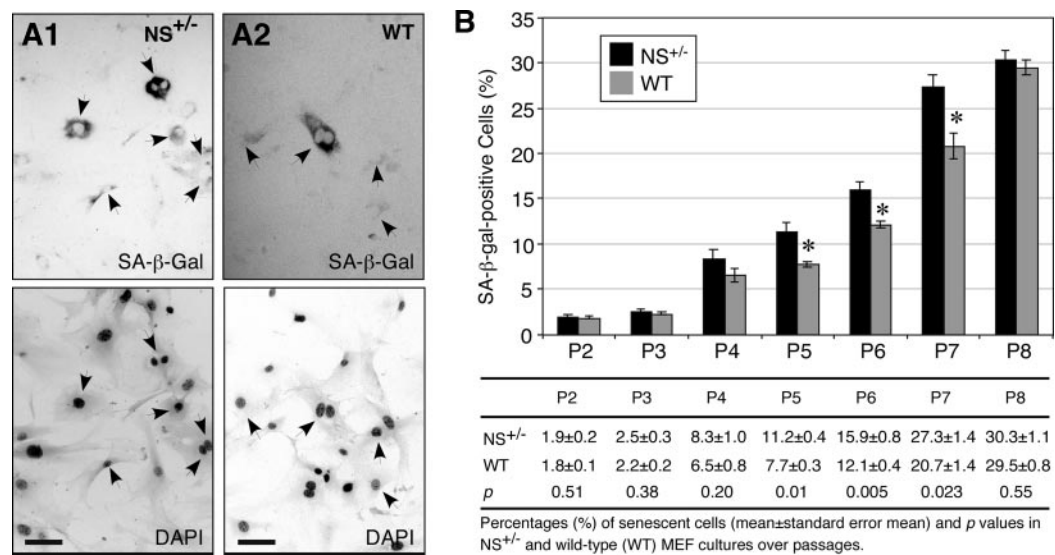 A1 NS+/-
SA-β-Gal
A2 WT
SA-β-Gal
DAPI
DAPI
B
SA-β-gal-positive Cells (%)
NS+/-
WT
35
30
25
20
15
10
5
0
*
*
*
P2 P3 P4 P5 P6 P7 P8
P2 P3 P4 P5 P6 P7 P8
NS+/- 1.9±0.2 2.5±0.3 8.3±1.0 11.2±0.4 15.9±0.8 27.3±1.4 30.3±1.1
WT 1.8±0.1 2.2±0.2 6.5±0.8 7.7±0.3 12.1±0.4 20.7±1.4 29.5±0.8
p 0.51 0.38 0.20 0.01 0.005 0.023 0.55
Percentages (%) of senescent cells (mean±standard error mean) and p values in
NS+/- and wild-type (WT) MEF cultures over passages.